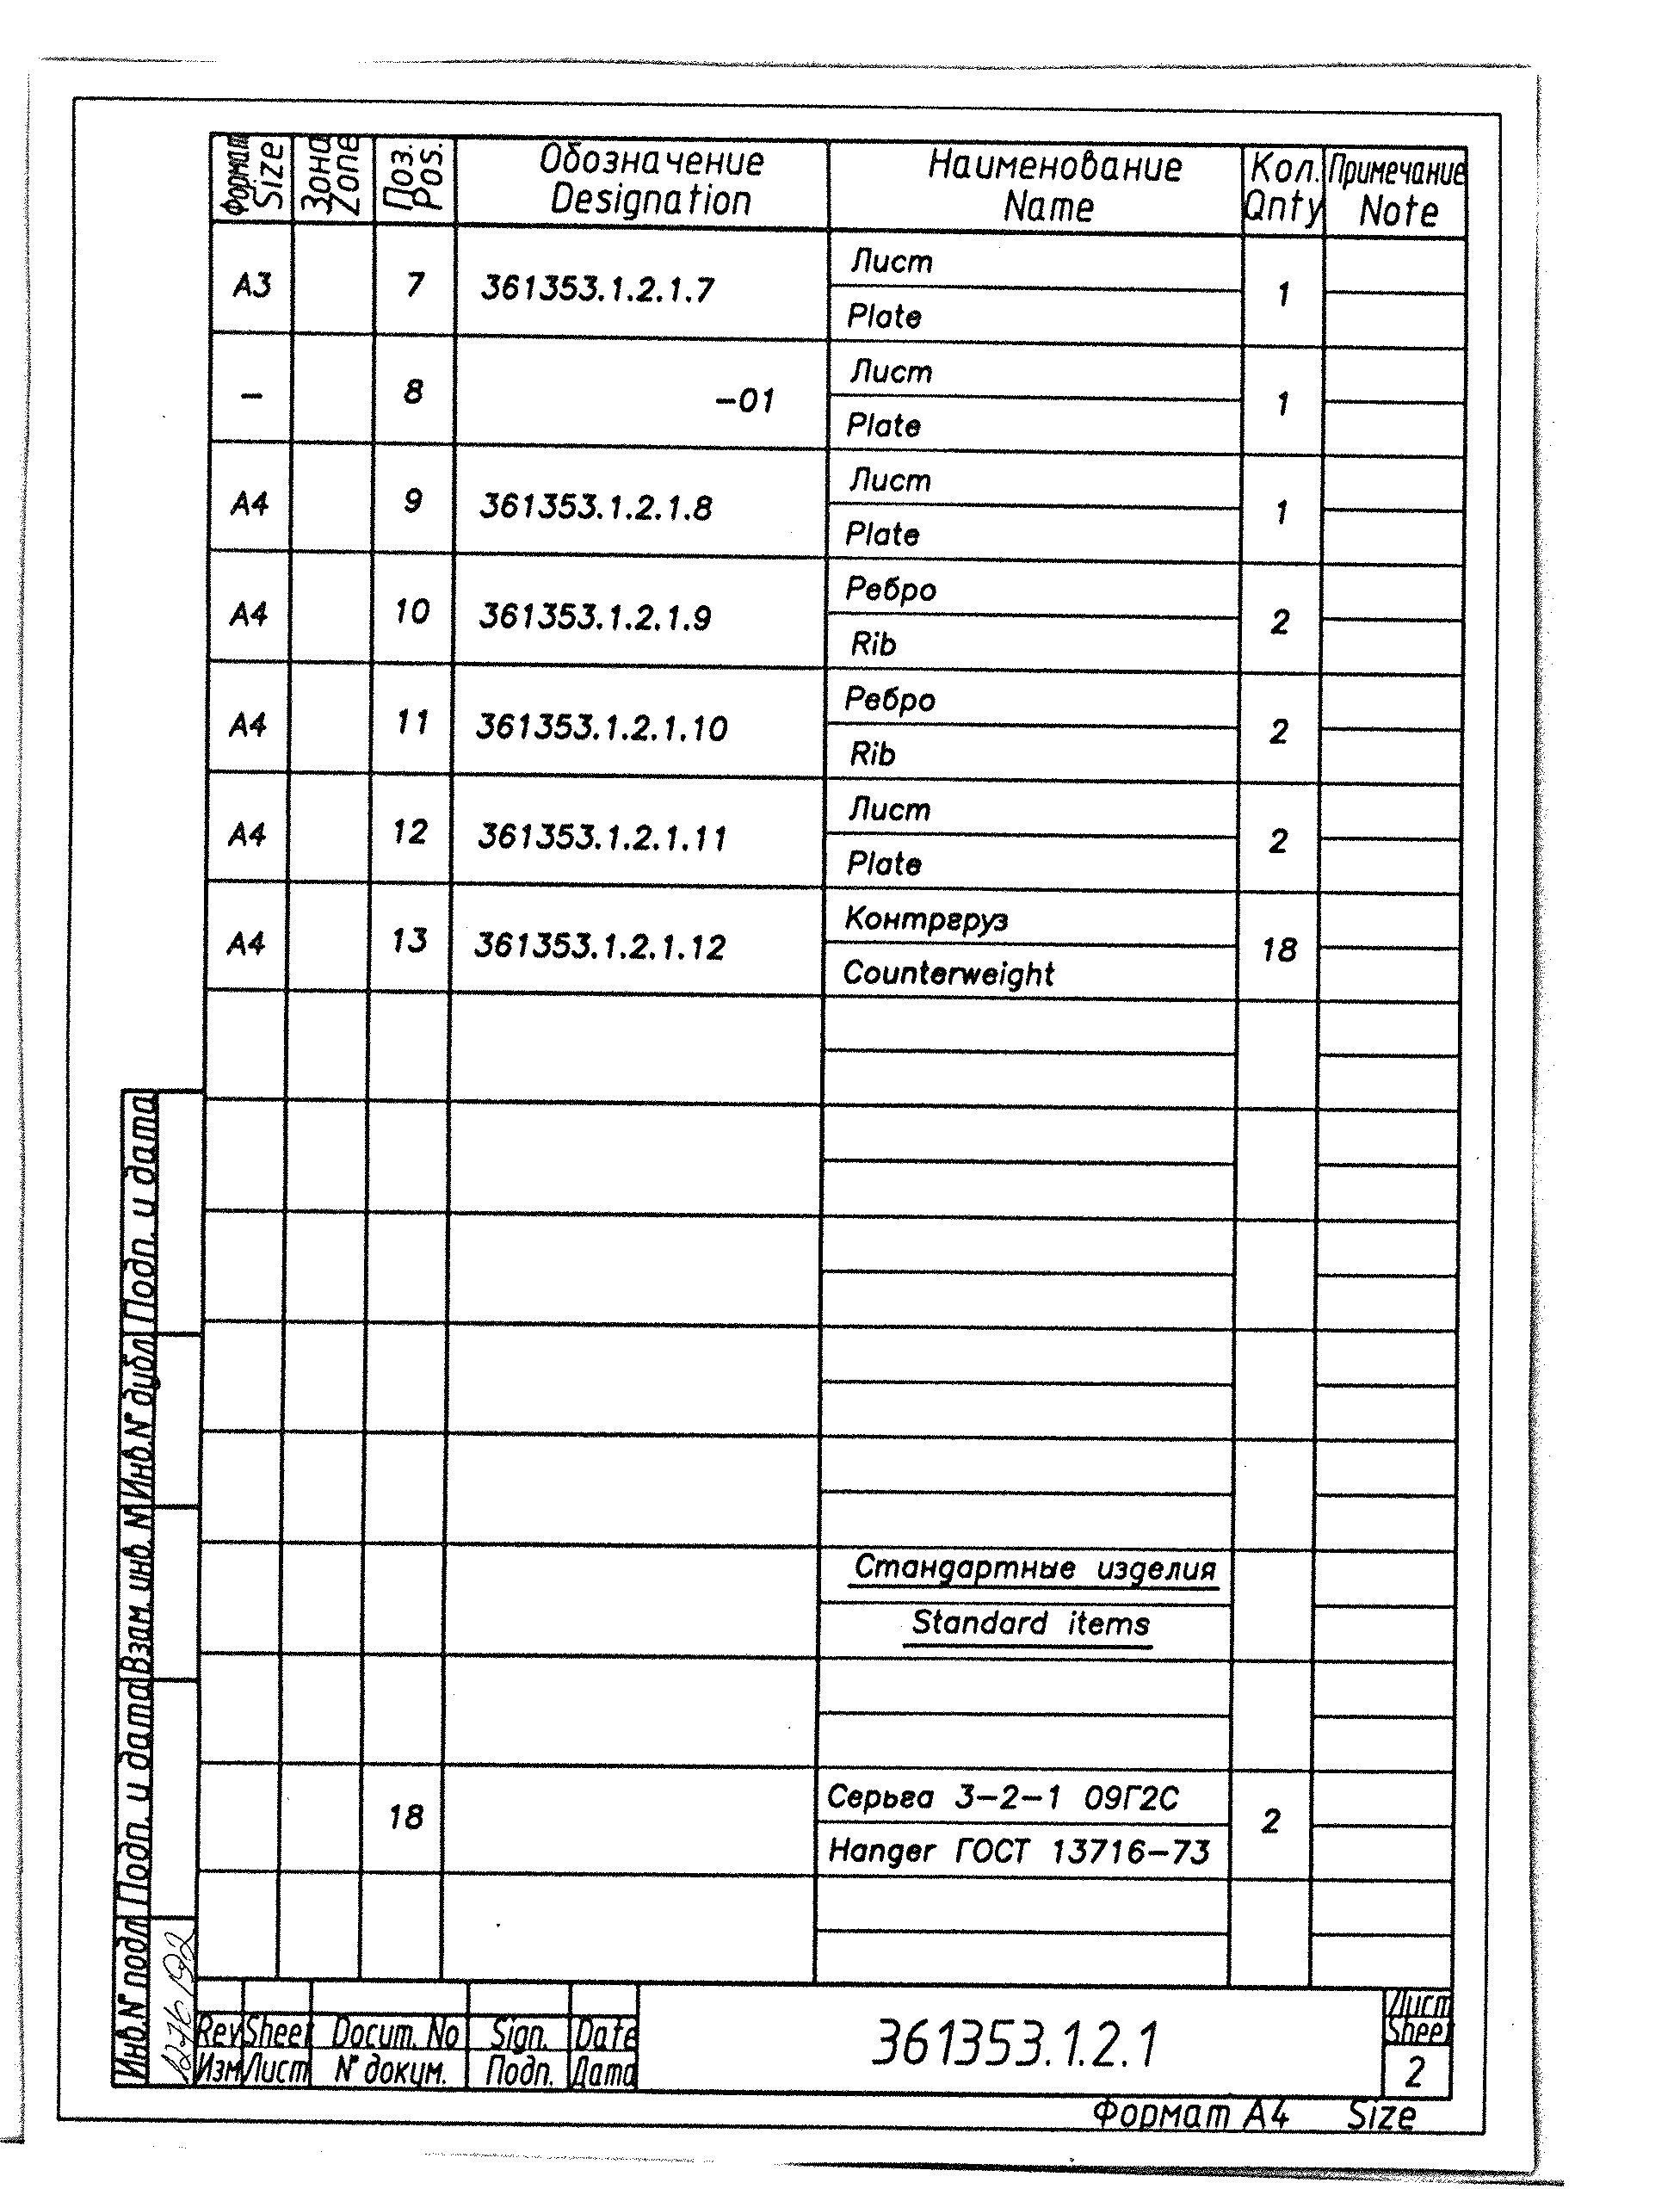 Формат Size Зона Zone Поз. Pos. Обозначение Designation Наименование Name Кол. Qnty Примечание Note
А3 7 361353.1.2.1.7 Лист 1
Plate
– 8 –01 Лист 1
Plate
А4 9 361353.1.2.1.8 Лист 1
Plate
А4 10 361353.1.2.1.9 Ребро 2
Rib
А4 11 361353.1.2.1.10 Ребро 2
Rib
А4 12 361353.1.2.1.11 Лист 2
Plate
А4 13 361353.1.2.1.12 Контргруз 18
Counterweight
Стандартные изделия
Standard items
18 Серьга 3–2–1 09Г2С 2
Hanger ГОСТ 13716–73
Подп. и дата
Инв.№ дубл
Взам. инв. №
Подп. и дата
Инв.№ подл
Rev Sheet Docum. No Sign. Date
Изм Лист № докум. Подп. Дата
361353.1.2.1
Лист
Sheet
2
Формат А4 Size